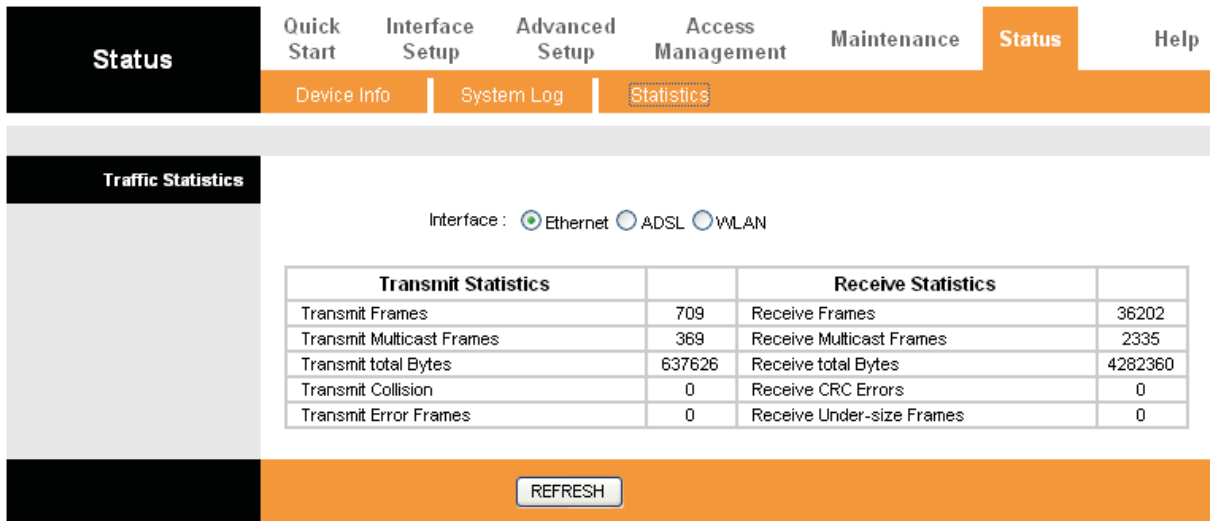 Status
Quick Start
Interface Setup
Advanced Setup
Access Management
Maintenance
Status
Help
Device Info
System Log
Statistics
Traffic Statistics
Interface : Ethernet ADSL WLAN
Transmit Statistics Receive Statistics
Transmit Frames 709 Receive Frames 36202
Transmit Multicast Frames 369 Receive Multicast Frames 2335
Transmit total Bytes 637626 Receive total Bytes 4282360
Transmit Collision 0 Receive CRC Errors 0
Transmit Error Frames 0 Receive Under-size Frames 0
REFRESH